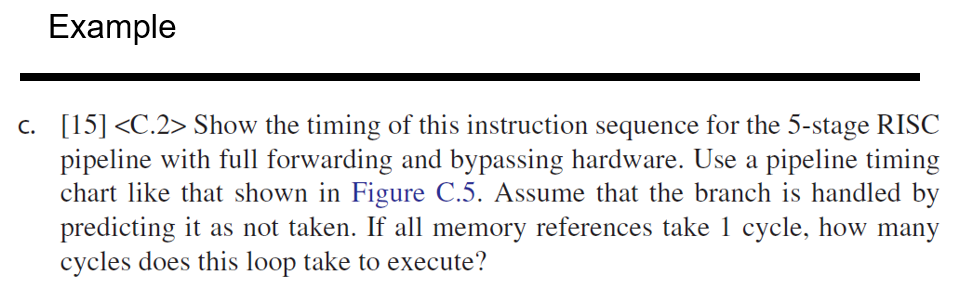 Example
c. [15] <C.2> Show the timing of this instruction sequence for the 5-stage RISC
pipeline with full forwarding and bypassing hardware. Use a pipeline timing
chart like that shown in Figure C.5. Assume that the branch is handled by
predicting it as not taken. If all memory references take 1 cycle, how many
cycles does this loop take to execute?